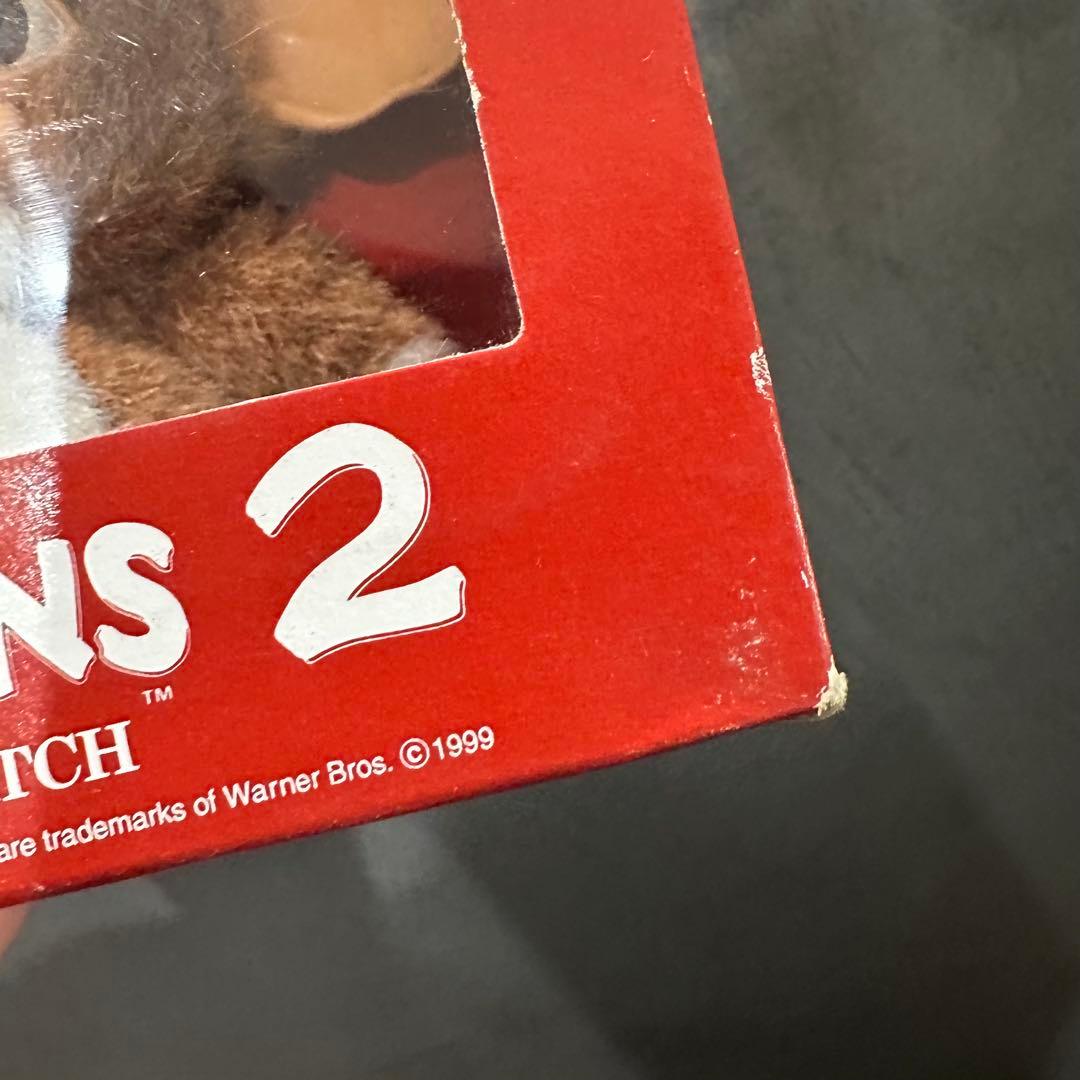 NS 2
TM
TCH
are trademarks of Warner Bros. ©1999